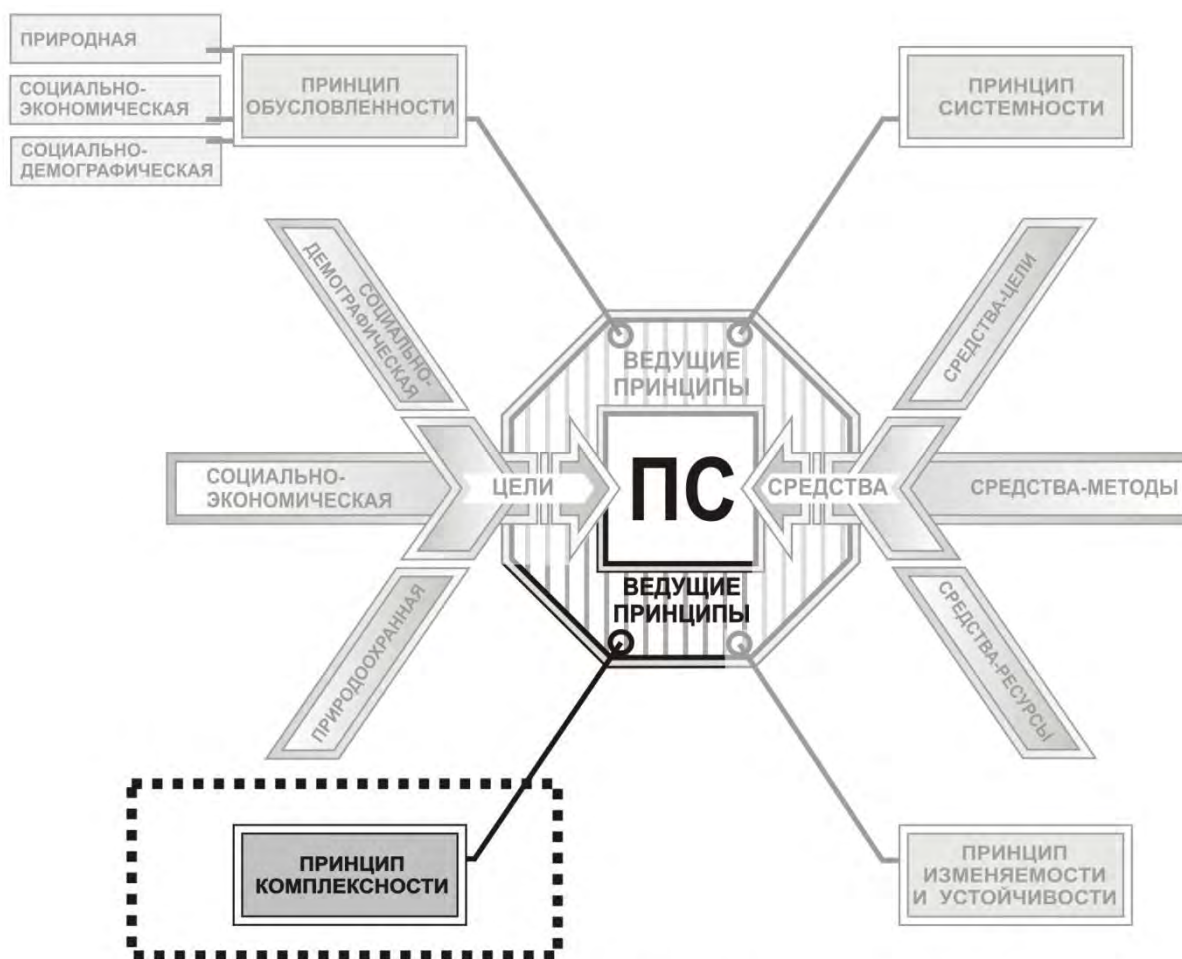 ПРИРОДНАЯ
СОЦИАЛЬНО-
ЭКОНОМИЧЕСКАЯ
СОЦИАЛЬНО-
ДЕМОГРАФИЧЕСКАЯ
ПРИНЦИП
ОБУСЛОВЛЕННОСТИ
ПРИНЦИП
СИСТЕМНОСТИ
СОЦИАЛЬНО-
ДЕМОГРАФИЧЕСКАЯ
СРЕДСТВА-ЦЕЛИ
ВЕДУЩИЕ
ПРИНЦИПЫ
СОЦИАЛЬНО-
ЭКОНОМИЧЕСКАЯ
ЦЕЛИ
ПС
СРЕДСТВА
СРЕДСТВА-МЕТОДЫ
ВЕДУЩИЕ
ПРИНЦИПЫ
ПРИРОДООХРАННАЯ
СРЕДСТВА-РЕСУРСЫ
ПРИНЦИП
КОМПЛЕКСНОСТИ
ПРИНЦИП
ИЗМЕНЯЕМОСТИ
И УСТОЙЧИВОСТИ